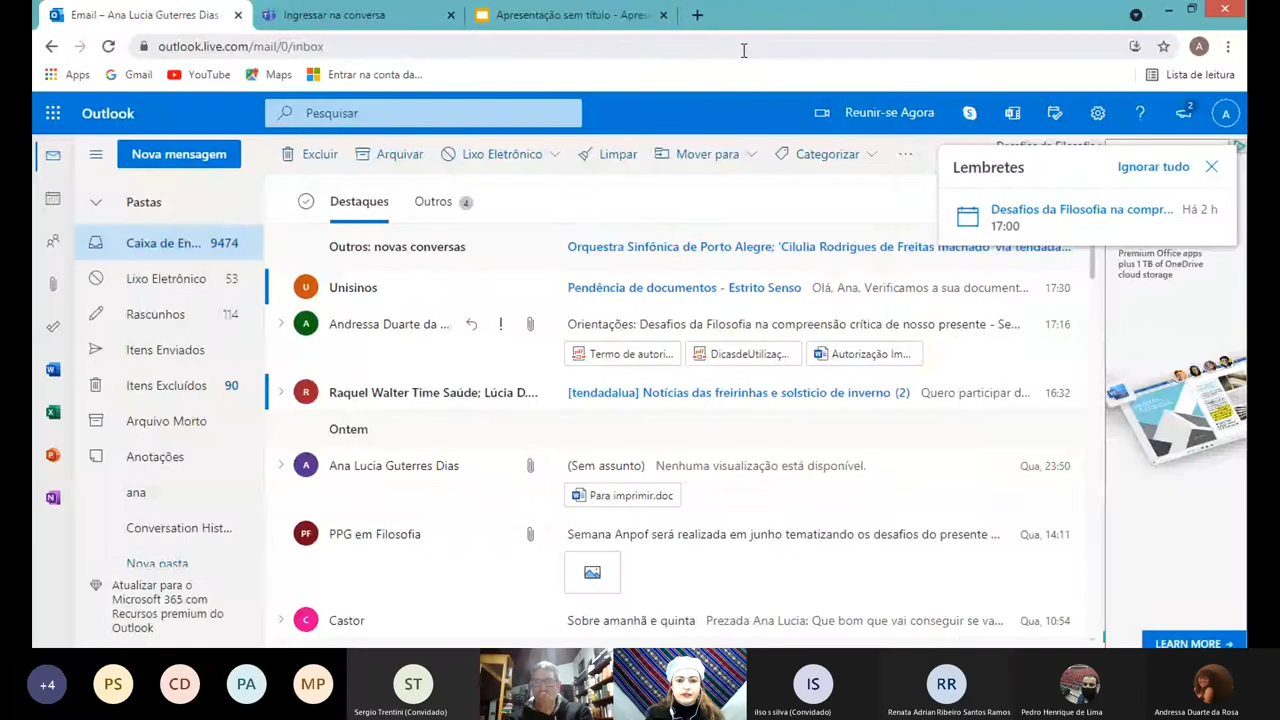 Email – Ana Lucia Guterres Dias
Ingressar na conversa
Apresentação sem título - Apres
outlook.live.com/mail/0/inbox
A
Apps
Gmail
YouTube
Maps
Entrar na conta da...
Lista de leitura
Outlook
Pesquisar
Reunir-se Agora
2
A
Nova mensagem
Excluir
Arquivar
Lixo Eletrônico
Limpar
Mover para
Categorizar
Lembretes
Ignorar tudo
Desafios da Filosofia na compr...
Há 2 h
17:00
Pastas
Caixa de En... 9474
Lixo Eletrônico 53
Rascunhos 114
Itens Enviados
Itens Excluídos 90
Arquivo Morto
Anotações
ana
Conversation Hist...
Nova pasta
Atualizar para o
Microsoft 365 com
Recursos premium do
Outlook
Destaques
Outros 4
Outros: novas conversas
Orquestra Sinfônica de Porto Alegre; 'Cilulia Rodrigues de Freitas machado' via tendada...
U
Unisinos
Pendência de documentos - Estrito Senso Olá, Ana, Verificamos a sua document... 17:30
A
Andressa Duarte da ...
Orientações: Desafios da Filosofia na compreensão crítica de nosso presente - Se... 17:16
Termo de autori...
DicasdeUtilizaç...
Autorização Im...
R
Raquel Walter Time Saúde; Lúcia D....
[tendadalua] Notícias das freirinhas e solsticio de inverno (2) Quero participar d... 16:32
Ontem
A
Ana Lucia Guterres Dias
(Sem assunto) Nenhuma visualização está disponível. Qua, 23:50
Para imprimir.doc
PF
PPG em Filosofia
Semana Anpof será realizada em junho tematizando os desafios do presente ... Qua, 14:11
C
Castor
Sobre amanhã e quinta Prezada Ana Lucia: Que bom que vai conseguir se va... Qua, 10:54
Premium Office apps
plus 1 TB of OneDrive
cloud storage
LEARN MORE
+4
PS
CD
PA
MP
ST
Sergio Trentini (Convidado)
IS
ilso s silva (Convidado)
RR
Renata Adrian Ribeiro Santos Ramos
Pedro Henrique de Lima
Andressa Duarte da Rosa